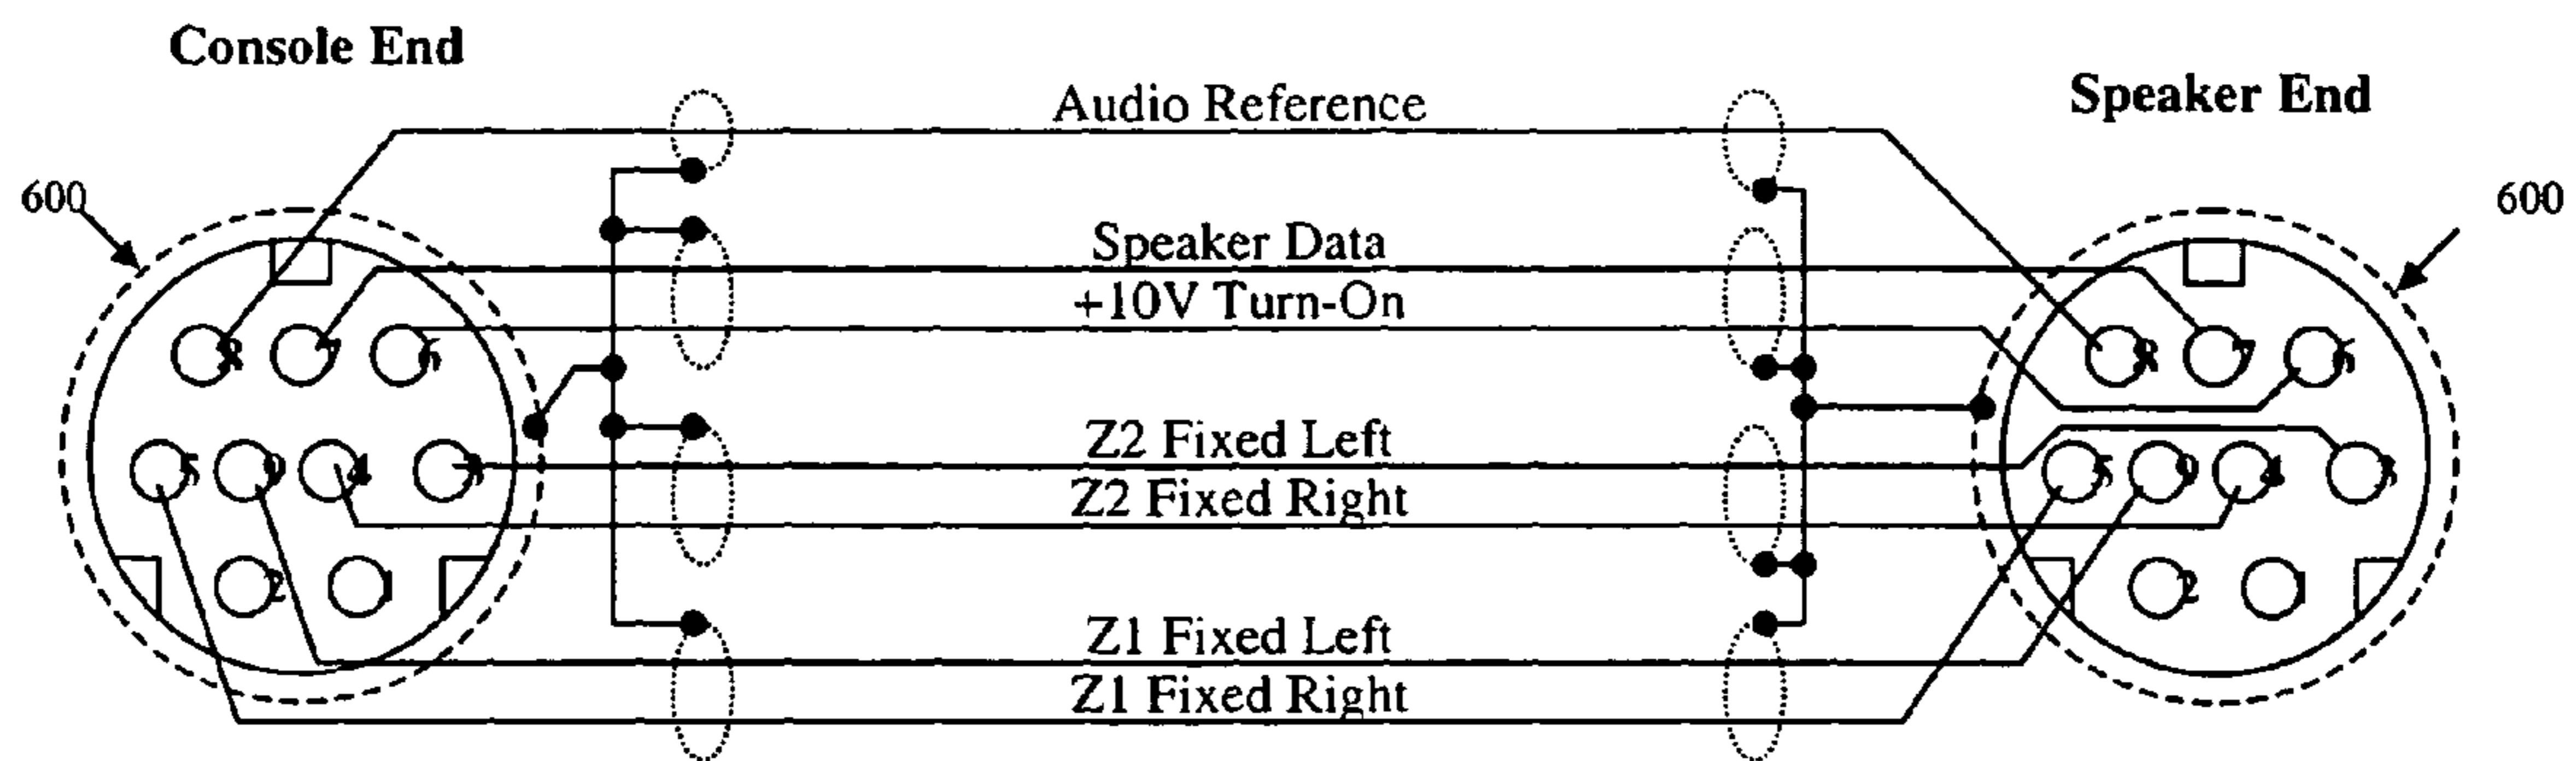 Console End
Speaker End
600
600
Audio Reference
Speaker Data
+10V Turn-On
Z2 Fixed Left
Z2 Fixed Right
Z1 Fixed Left
Z1 Fixed Right
8 7 6
5 9 4 3
2 1
8 7 6
5 9 4 3
2 1